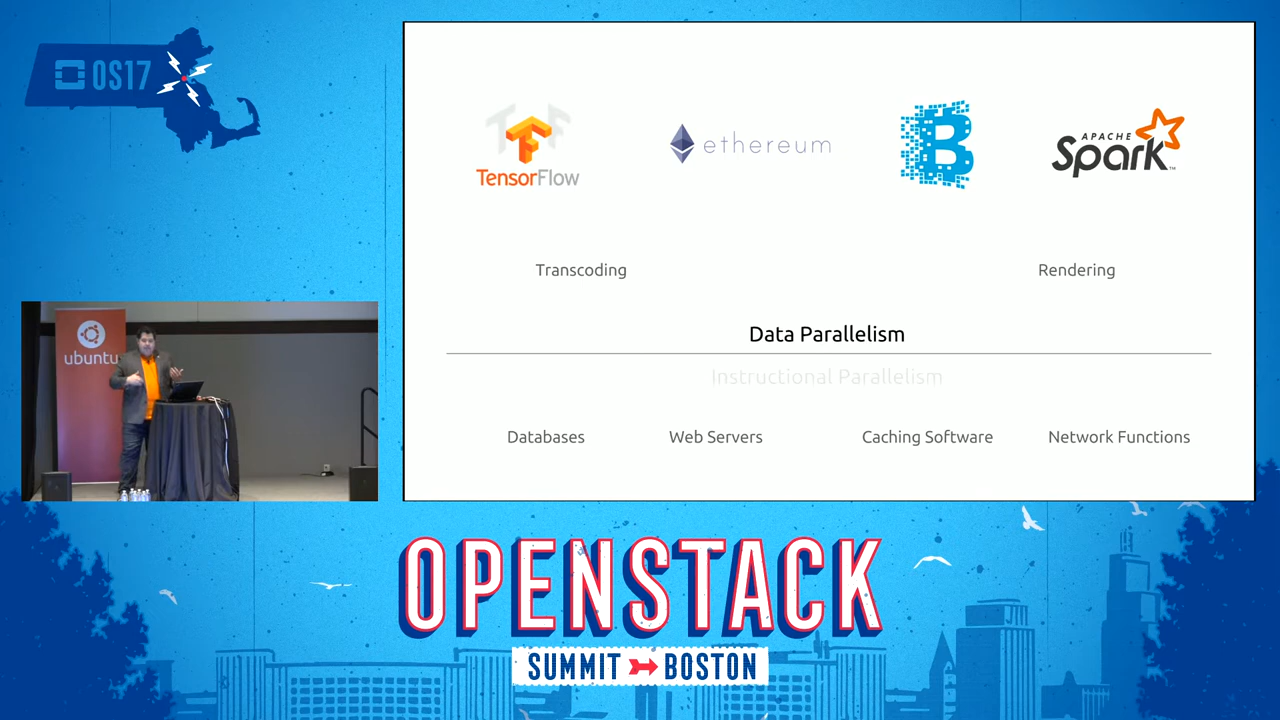 OS17
TensorFlow
ethereum
APACHE
Spark™
Transcoding
Rendering
Data Parallelism
Instructional Parallelism
Databases
Web Servers
Caching Software
Network Functions
ubuntu
OPENSTACK
SUMMIT BOSTON